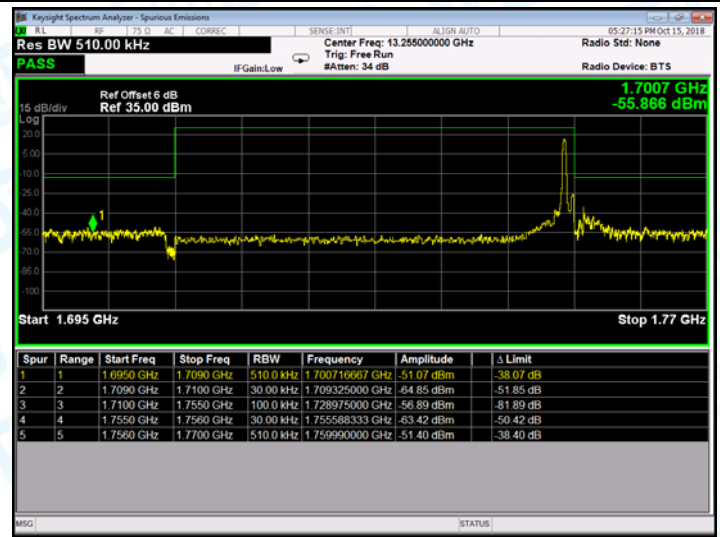 Keysight Spectrum Analyzer - Spurious Emissions
RL RF 75 Ω AC CORREC SENSE:INT ALIGN AUTO 05:27:15 PM Oct 15, 2018
Res BW 510.00 kHz Center Freq: 13.255000000 GHz Radio Std: None
Trig: Free Run
PASS IFGain:Low #Atten: 34 dB Radio Device: BTS
1.7007 GHz
Ref Offset 6 dB
15 dB/div Ref 35.00 dBm -55.866 dBm
Log
20.0
5.00
-10.0
-25.0
-40.0
1
-55.0
-70.0
-85.0
-100
Start 1.695 GHz Stop 1.77 GHz
Spur Range Start Freq Stop Freq RBW Frequency Amplitude Δ Limit
1 1 1.6950 GHz 1.7090 GHz 510.0 kHz 1.700716667 GHz -51.07 dBm -38.07 dB
2 2 1.7090 GHz 1.7100 GHz 30.00 kHz 1.709325000 GHz -64.85 dBm -51.85 dB
3 3 1.7100 GHz 1.7550 GHz 100.0 kHz 1.728975000 GHz -56.89 dBm -81.89 dB
4 4 1.7550 GHz 1.7560 GHz 30.00 kHz 1.755588333 GHz -63.42 dBm -50.42 dB
5 5 1.7560 GHz 1.7700 GHz 510.0 kHz 1.759990000 GHz -51.40 dBm -38.40 dB
MSG STATUS